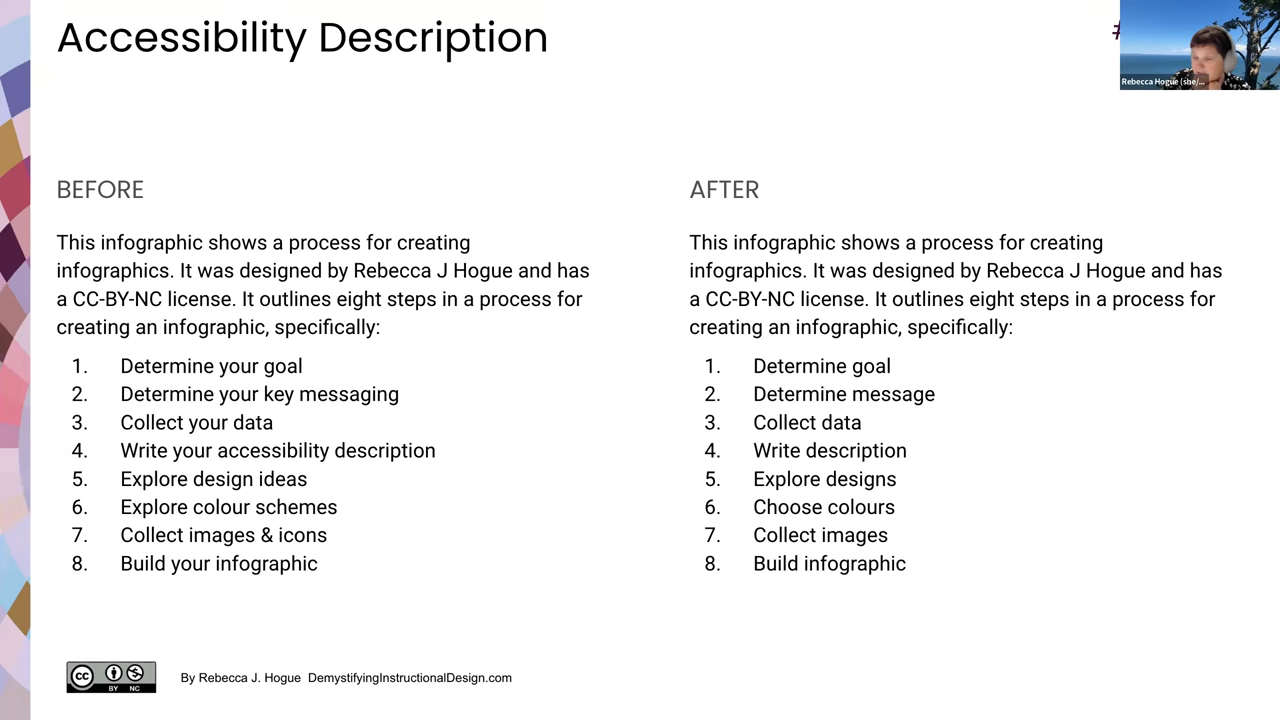 Accessibility Description
#
Rebecca Hogue (she/...
BEFORE
This infographic shows a process for creating
infographics. It was designed by Rebecca J Hogue and has
a CC-BY-NC license. It outlines eight steps in a process for
creating an infographic, specifically:
1. Determine your goal
2. Determine your key messaging
3. Collect your data
4. Write your accessibility description
5. Explore design ideas
6. Explore colour schemes
7. Collect images & icons
8. Build your infographic
AFTER
This infographic shows a process for creating
infographics. It was designed by Rebecca J Hogue and has
a CC-BY-NC license. It outlines eight steps in a process for
creating an infographic, specifically:
1. Determine goal
2. Determine message
3. Collect data
4. Write description
5. Explore designs
6. Choose colours
7. Collect images
8. Build infographic
cc BY NC
By Rebecca J. Hogue DemystifyingInstructionalDesign.com